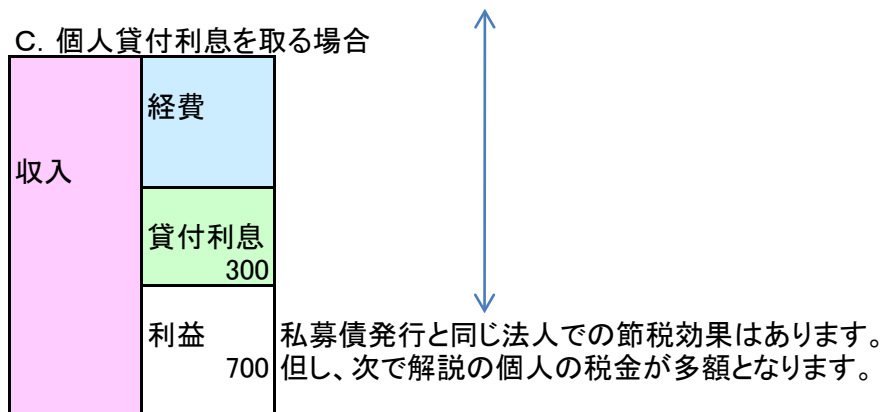 C．個人貸付利息を取る場合
経費
収入
貸付利息
300
利益
700
私募債発行と同じ法人での節税効果はあります。
但し、次で解説の個人の税金が多額となります。